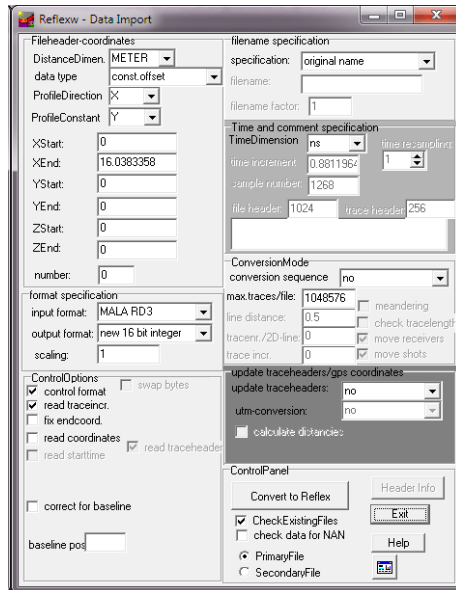 Reflexw - Data Import
Fileheader-coordinates
DistanceDimen. METER
data type const.offset
ProfileDirection X
ProfileConstant Y
XStart: 0
XEnd: 16.0383358
YStart: 0
YEnd: 0
ZStart: 0
ZEnd: 0
number: 0
format specification
input format: MALA RD3
output format: new 16 bit integer
scaling: 1
ControlOptions
control format
swap bytes
read traceincr.
fix endcoord.
read coordinates
read traceheader
read starttime
correct for baseline
baseline pos
filename specification
specification: original name
filename:
filename factor: 1
Time and comment specification
TimeDimension ns
time resampling:
time increment 0.8811964
1
sample number: 1268
file header: 1024 trace header: 256
ConversionMode
conversion sequence no
max.traces/file: 1048576
meandering
line distance: 0.5
check tracelength
tracenr./2D-line: 0
move receivers
trace incr. 0
move shots
update traceheaders/gps coordinates
update traceheaders: no
utm-conversion: no
calculate distancies
ControlPanel
Convert to Reflex
Header Info
CheckExistingFiles
Exit
check data for NAN
Help
PrimaryFile
SecondaryFile